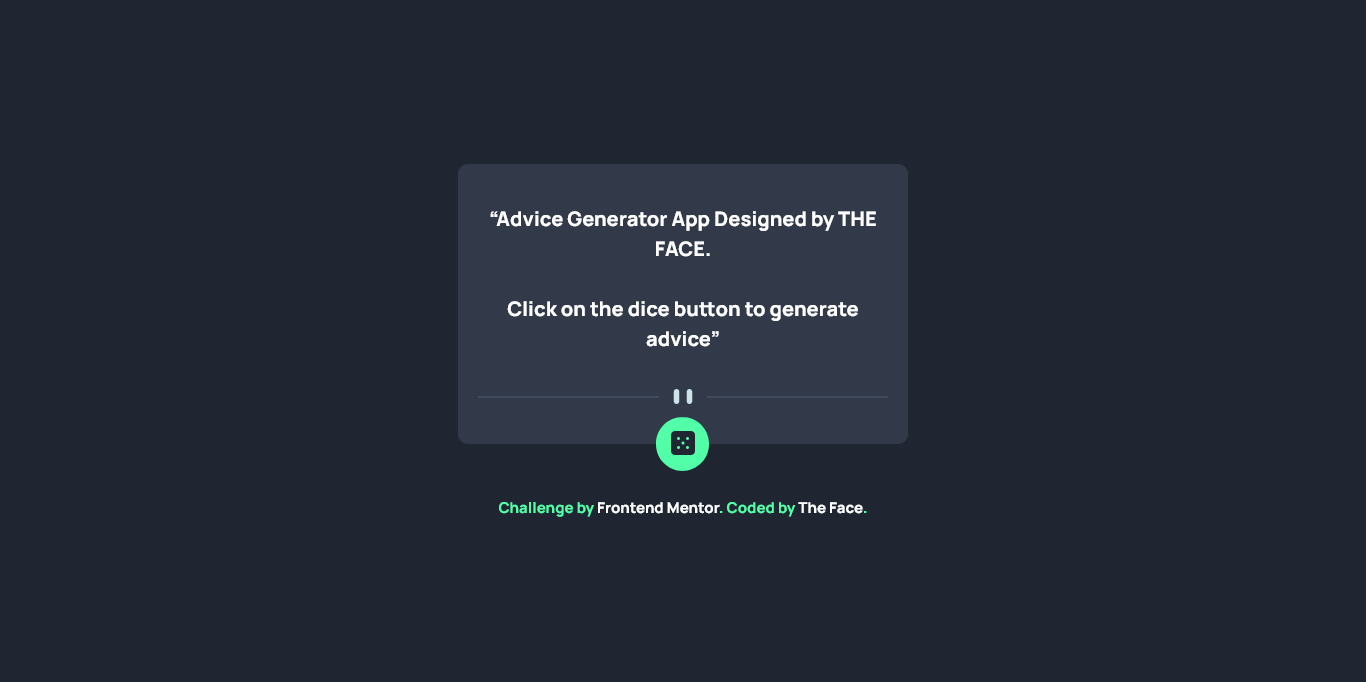 “Advice Generator App Designed by THE
FACE.
Click on the dice button to generate
advice”
Challenge by Frontend Mentor. Coded by The Face.